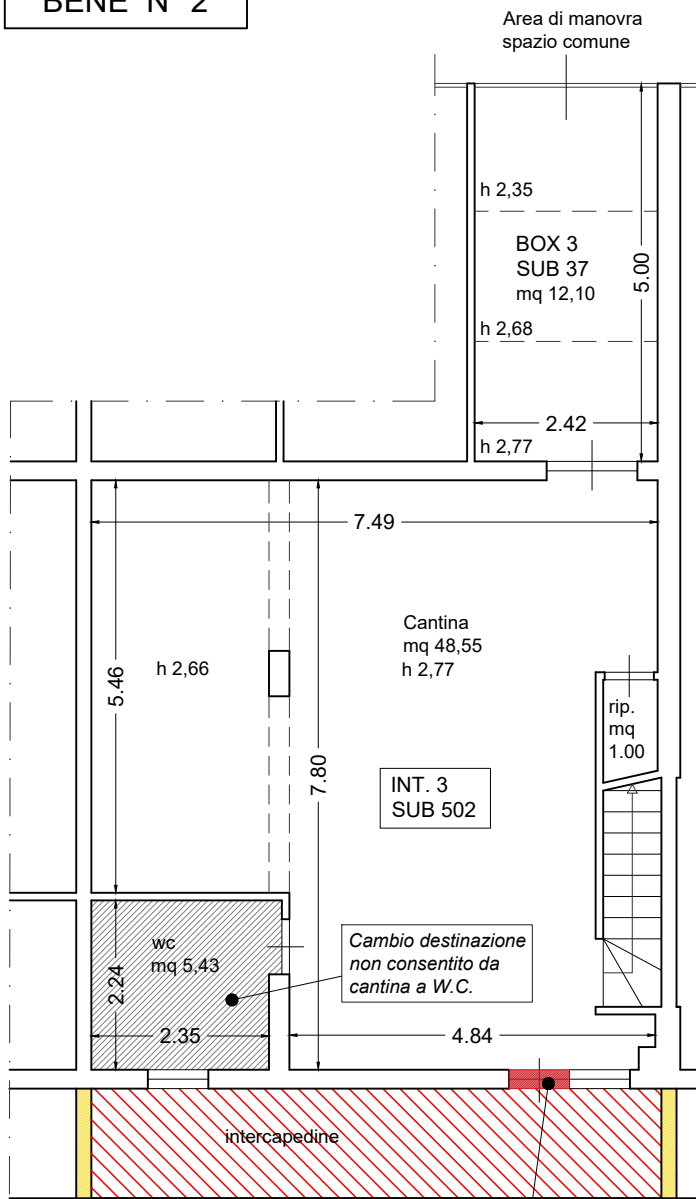 BENE N° 2
Area di manovra
spazio comune
h 2,35
BOX 3
SUB 37
mq 12,10
5.00
h 2,68
2.42
h 2,77
7.49
Cantina
mq 48,55
h 2,77
h 2,66
5.46
rip.
mq
1.00
7.80
INT. 3
SUB 502
wc
mq 5,43
Cambio destinazione
non consentito da
cantina a W.C.
2.24
2.35
4.84
intercapedine